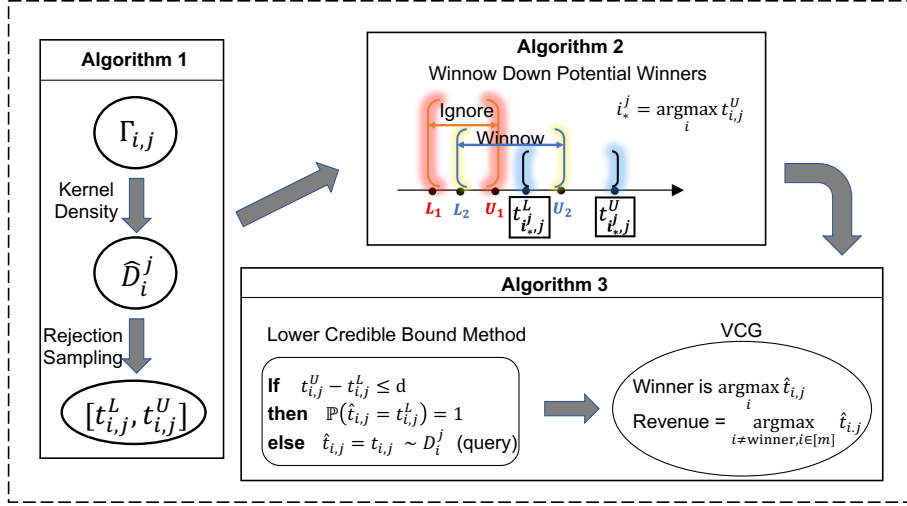 Algorithm 1
Γ_{i,j}
Kernel
Density
D̂_i^j
Rejection
Sampling
[t_{i,j}^L, t_{i,j}^U]
Algorithm 2
Winnow Down Potential Winners
i_*^j = argmax_i t_{i,j}^U
Ignore
Winnow
L_1 L_2 U_1 t_{i_*^j,j}^L U_2 t_{i_*^j,j}^U
Algorithm 3
Lower Credible Bound Method
If t_{i,j}^U − t_{i,j}^L ≤ d
then ℙ(t̂_{i,j} = t_{i,j}^L) = 1
else t̂_{i,j} = t_{i,j} ~ D_i^j (query)
VCG
Winner is argmax_i t̂_{i,j}
Revenue = argmax_{i≠winner,i∈[m]} t̂_{i.j}